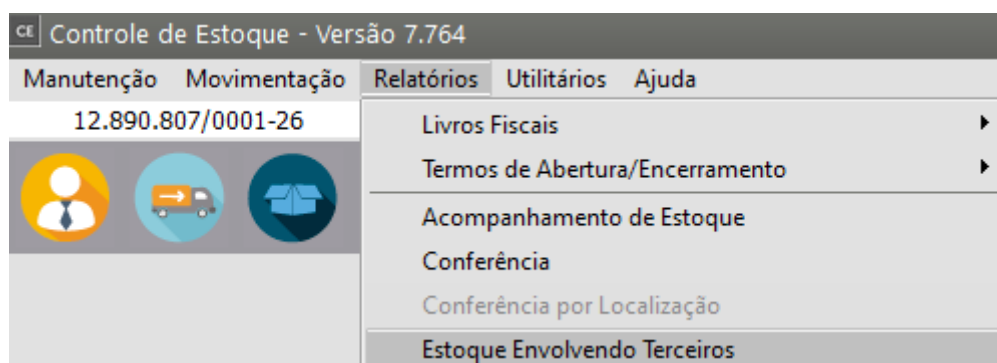 CE Controle de Estoque - Versão 7.764
Manutenção Movimentação Relatórios Utilitários Ajuda
12.890.807/0001-26
Livros Fiscais
Termos de Abertura/Encerramento
Acompanhamento de Estoque
Conferência
Conferência por Localização
Estoque Envolvendo Terceiros